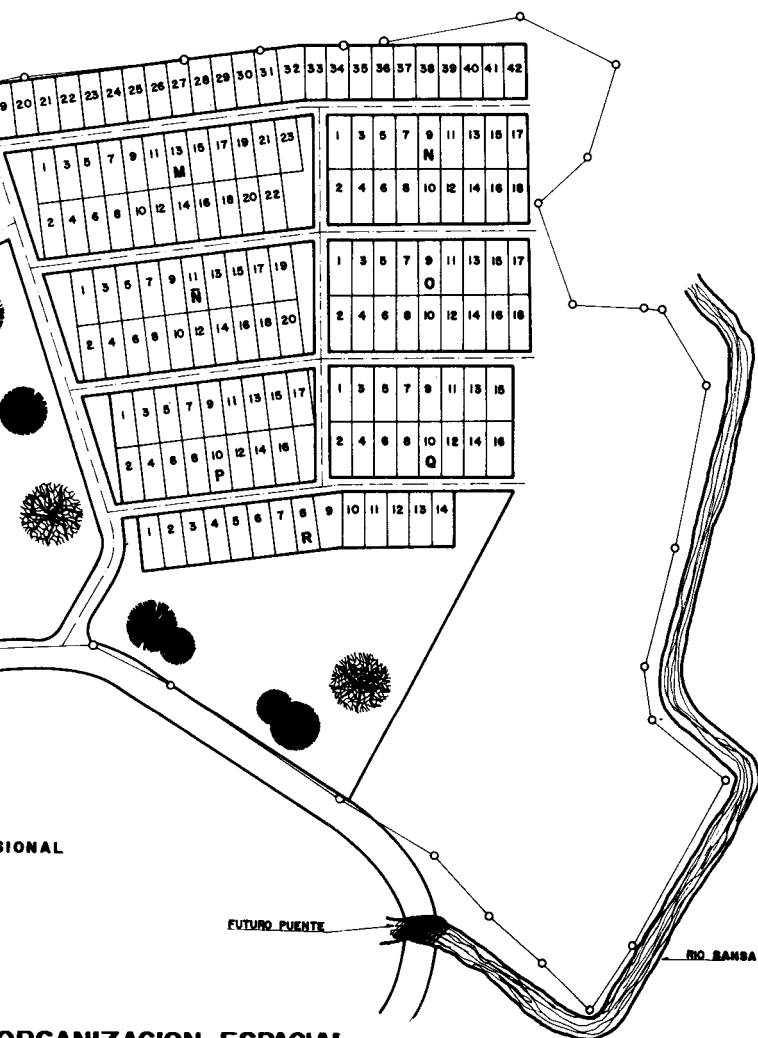 9 20 21 22 23 24 25 26 27 28 29 30 31 32 33 34 35 36 37 38 39 40 41 42
1 3 5 7 9 11 13 15 17 19 21 23
M
2 4 6 8 10 12 14 16 18 20 22
1 3 5 7 9 11 13 15 17
N
2 4 6 8 10 12 14 16 18
1 3 5 7 9 11 13 15 17 19
Ñ
2 4 6 8 10 12 14 16 18 20
1 3 5 7 9 11 13 15 17
O
2 4 6 8 10 12 14 16 18
1 3 5 7 9 11 13 15 17
2 4 6 8 10 12 14 16
P
1 3 5 7 9 11 13 15
2 4 6 8 10 12 14 16
Q
1 2 3 4 5 6 7 8 9 10 11 12 13 14
R
SIONAL
FUTURO PUENTE
RIO BANBA
ORGANIZACION ESPACIAL